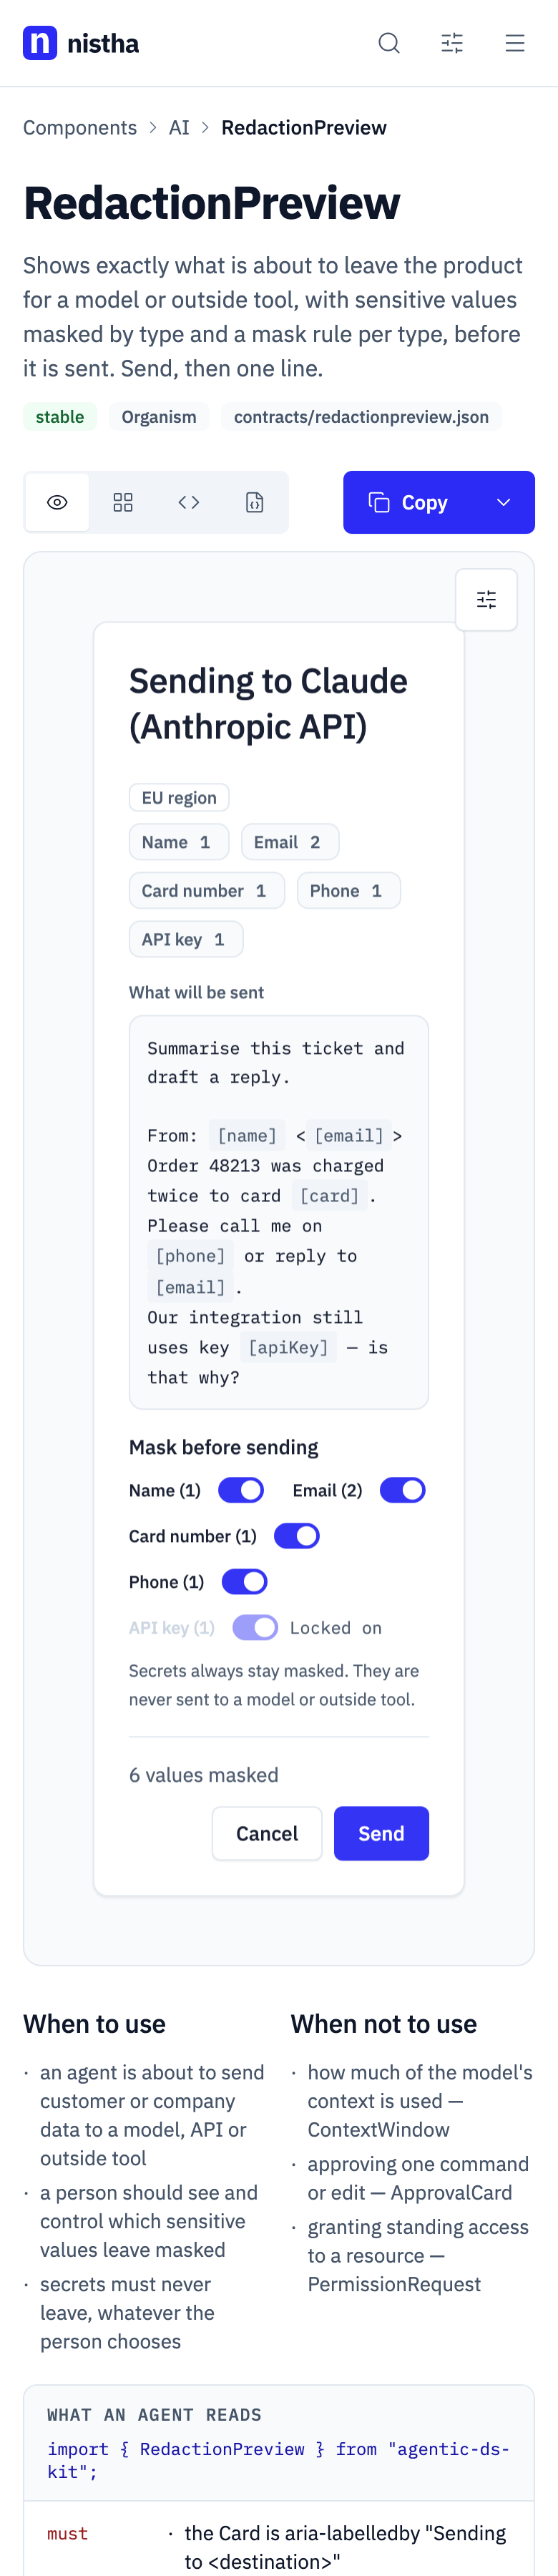 n nistha
Components > AI > RedactionPreview
RedactionPreview
Shows exactly what is about to leave the product
for a model or outside tool, with sensitive values
masked by type and a mask rule per type, before
it is sent. Send, then one line.
stable Organism contracts/redactionpreview.json
Copy
Sending to Claude
(Anthropic API)
EU region
Name 1 Email 2
Card number 1 Phone 1
API key 1
What will be sent
Summarise this ticket and
draft a reply.
From: [name] <[email]>
Order 48213 was charged
twice to card [card].
Please call me on
[phone] or reply to
[email].
Our integration still
uses key [apiKey] — is
that why?
Mask before sending
Name (1) Email (2)
Card number (1)
Phone (1)
API key (1) Locked on
Secrets always stay masked. They are
never sent to a model or outside tool.
6 values masked
Cancel Send
When to use
· an agent is about to send
customer or company
data to a model, API or
outside tool
· a person should see and
control which sensitive
values leave masked
· secrets must never
leave, whatever the
person chooses
When not to use
· how much of the model's
context is used —
ContextWindow
· approving one command
or edit — ApprovalCard
· granting standing access
to a resource —
PermissionRequest
WHAT AN AGENT READS
import { RedactionPreview } from "agentic-ds-
kit";
must · the Card is aria-labelledby "Sending
to <destination>"